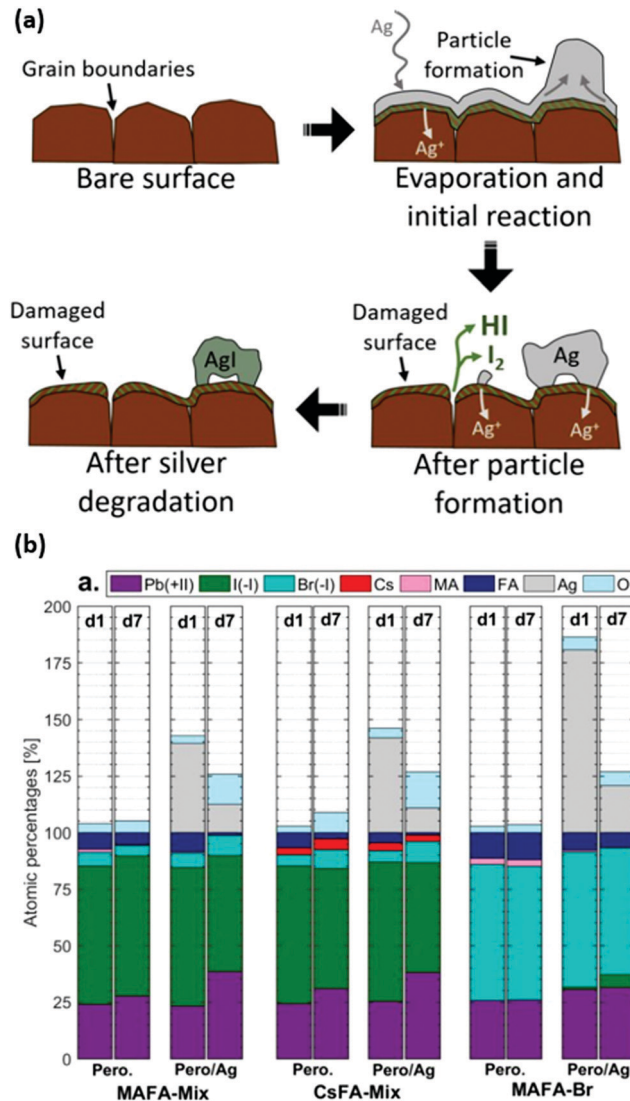 (a)
Ag
Particle
formation
Grain boundaries
Ag+
Bare surface
Evaporation and
initial reaction
Damaged
surface
AgI
Damaged
surface
HI
I2
Ag
Ag+
Ag+
After silver
degradation
After particle
formation
(b)
a.
Pb(+II) I(-I) Br(-I) Cs MA FA Ag O
200
175
150
125
100
75
50
25
0
Atomic percentages [%]
d1 d7 d1 d7 d1 d7 d1 d7 d1 d7 d1 d7
Pero. Pero/Ag Pero. Pero/Ag Pero. Pero/Ag
MAFA-Mix CsFA-Mix MAFA-Br